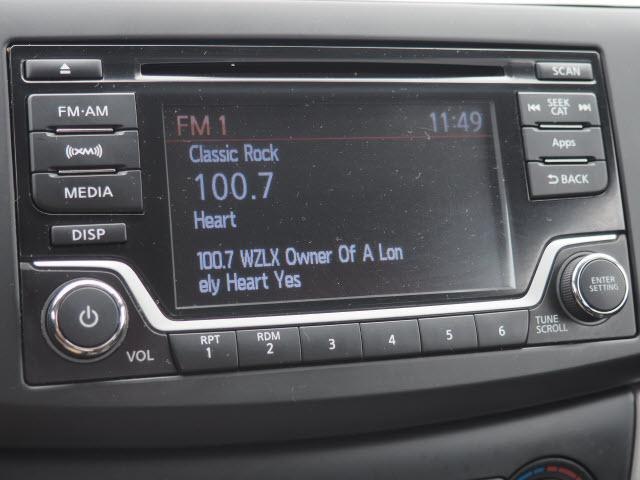 SCAN
FM·AM
SEEK
CAT
FM 1 11:49
Classic Rock
Apps
XM
100.7
MEDIA
BACK
Heart
DISP
100.7 WZLX Owner Of A Lon
ely Heart Yes
ENTER
SETTING
VOL
RPT
1
RDM
2
3
4
5
6
TUNE
SCROLL